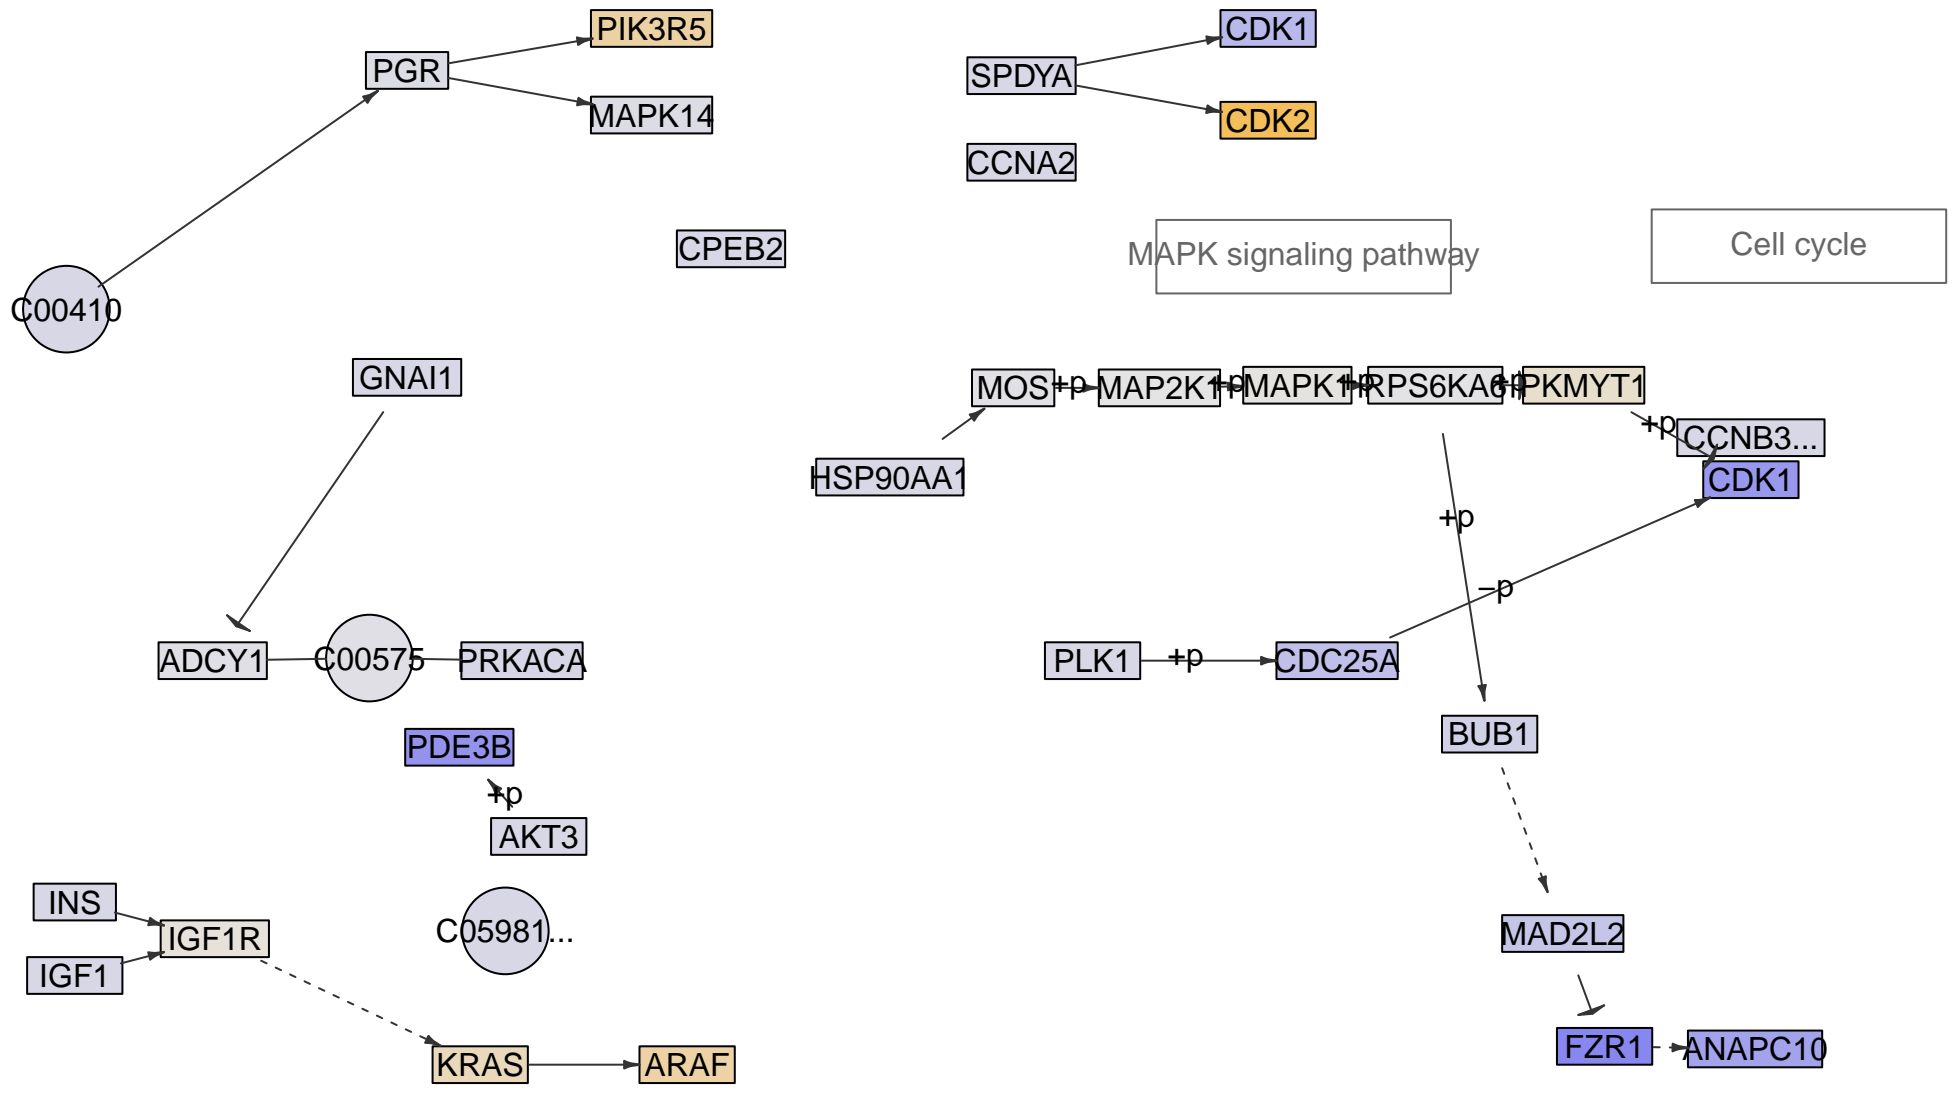 PIK3R5
CDK1
PGR
SPDYA
MAPK14
CDK2
CCNA2
CPEB2
MAPK signaling pathway
Cell cycle
C00410
GNAI1
MOS
+p
MAP2K1
+p
MAPK1
+p
RPS6KA6
+p
PKMYT1
+p
CCNB3...
HSP90AA1
CDK1
+p
–p
ADCY1
C00575
PRKACA
PLK1
+p
CDC25A
PDE3B
BUB1
+p
AKT3
INS
IGF1R
C05981...
MAD2L2
IGF1
KRAS
ARAF
FZR1
ANAPC10